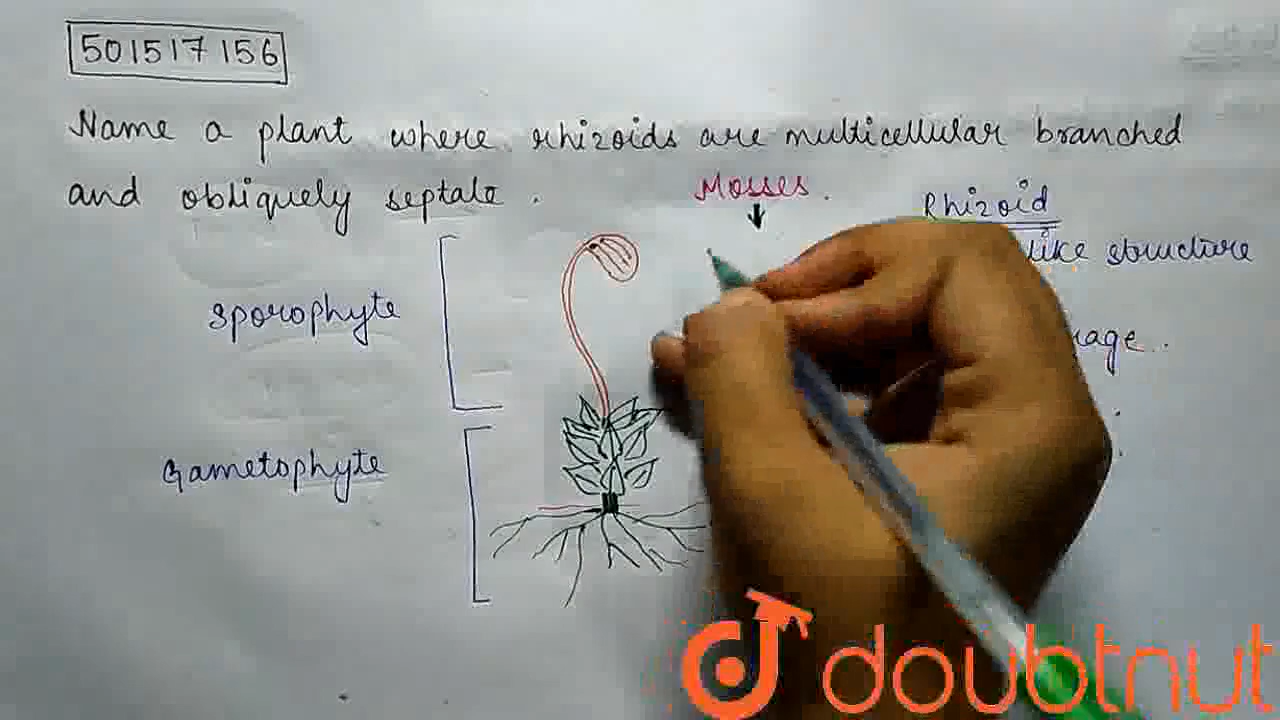 501517156
Name a plant where rhizoids are multicellular branched
and obliquely septate .
Mosses .
Rhizoid
like structure
Sporophyte
Gametophyte
doubtnut